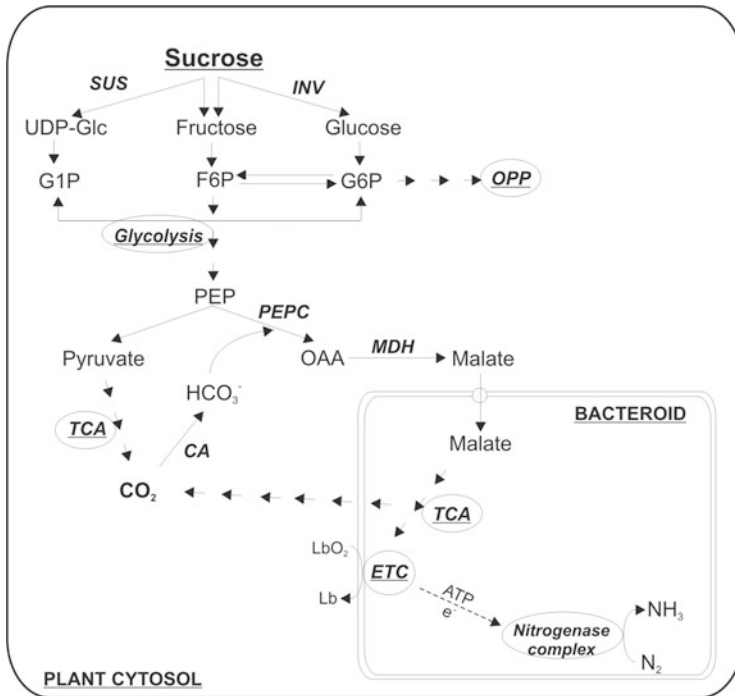 Sucrose
SUS
INV
UDP-Glc
Fructose
Glucose
G1P
F6P
G6P
OPP
Glycolysis
PEP
PEPC
Pyruvate
OAA
MDH
Malate
HCO₃⁻
BACTEROID
TCA
CA
Malate
CO₂
TCA
LbO₂
ETC
Lb
ATP
e⁻
Nitrogenase
complex
NH₃
N₂
PLANT CYTOSOL